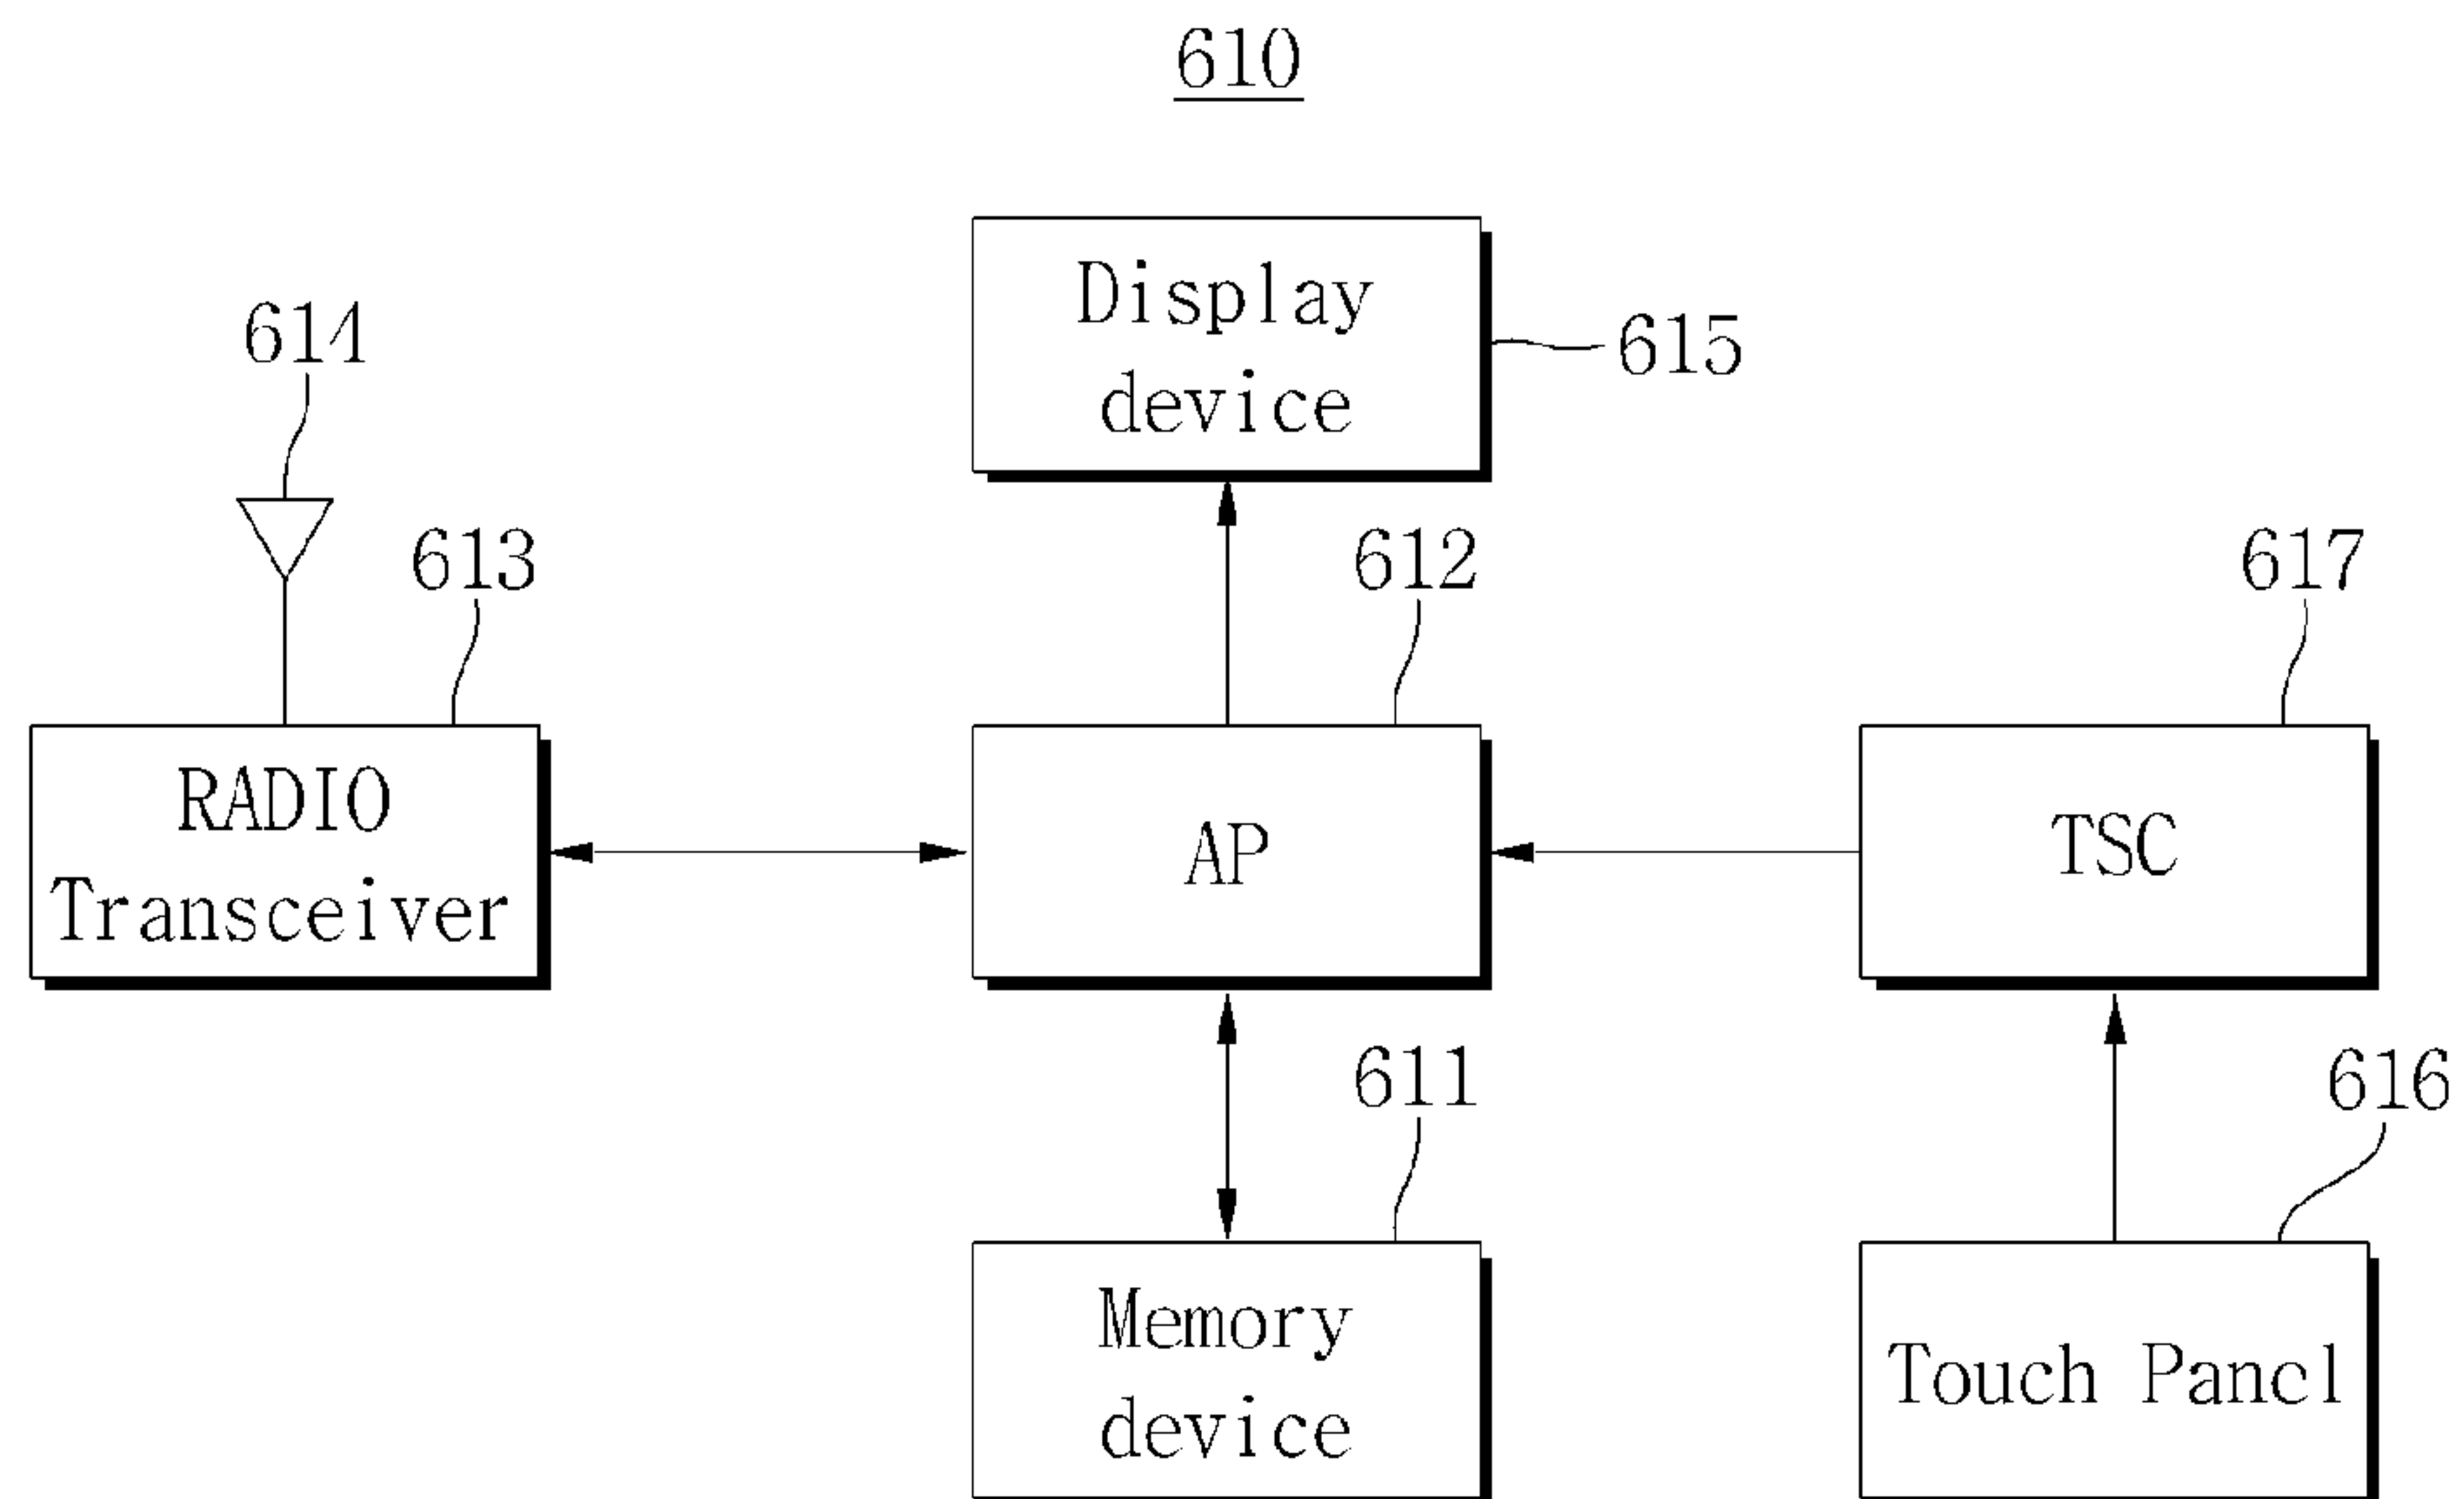 610
Display
device
615
614
613
612
617
RADIO
Transceiver
AP
TSC
611
616
Memory
device
Touch Panel